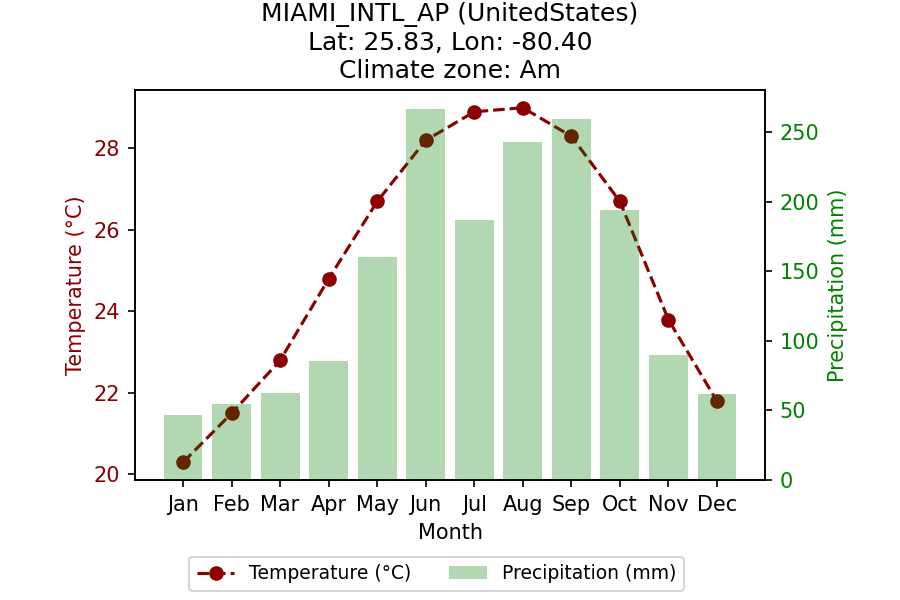 MIAMI_INTL_AP (UnitedStates)
Lat: 25.83, Lon: -80.40
Climate zone: Am
Temperature (°C)
28
26
24
22
20
250
200
150
100
50
0
Precipitation (mm)
Jan Feb Mar Apr May Jun Jul Aug Sep Oct Nov Dec
Month
Temperature (°C) Precipitation (mm)